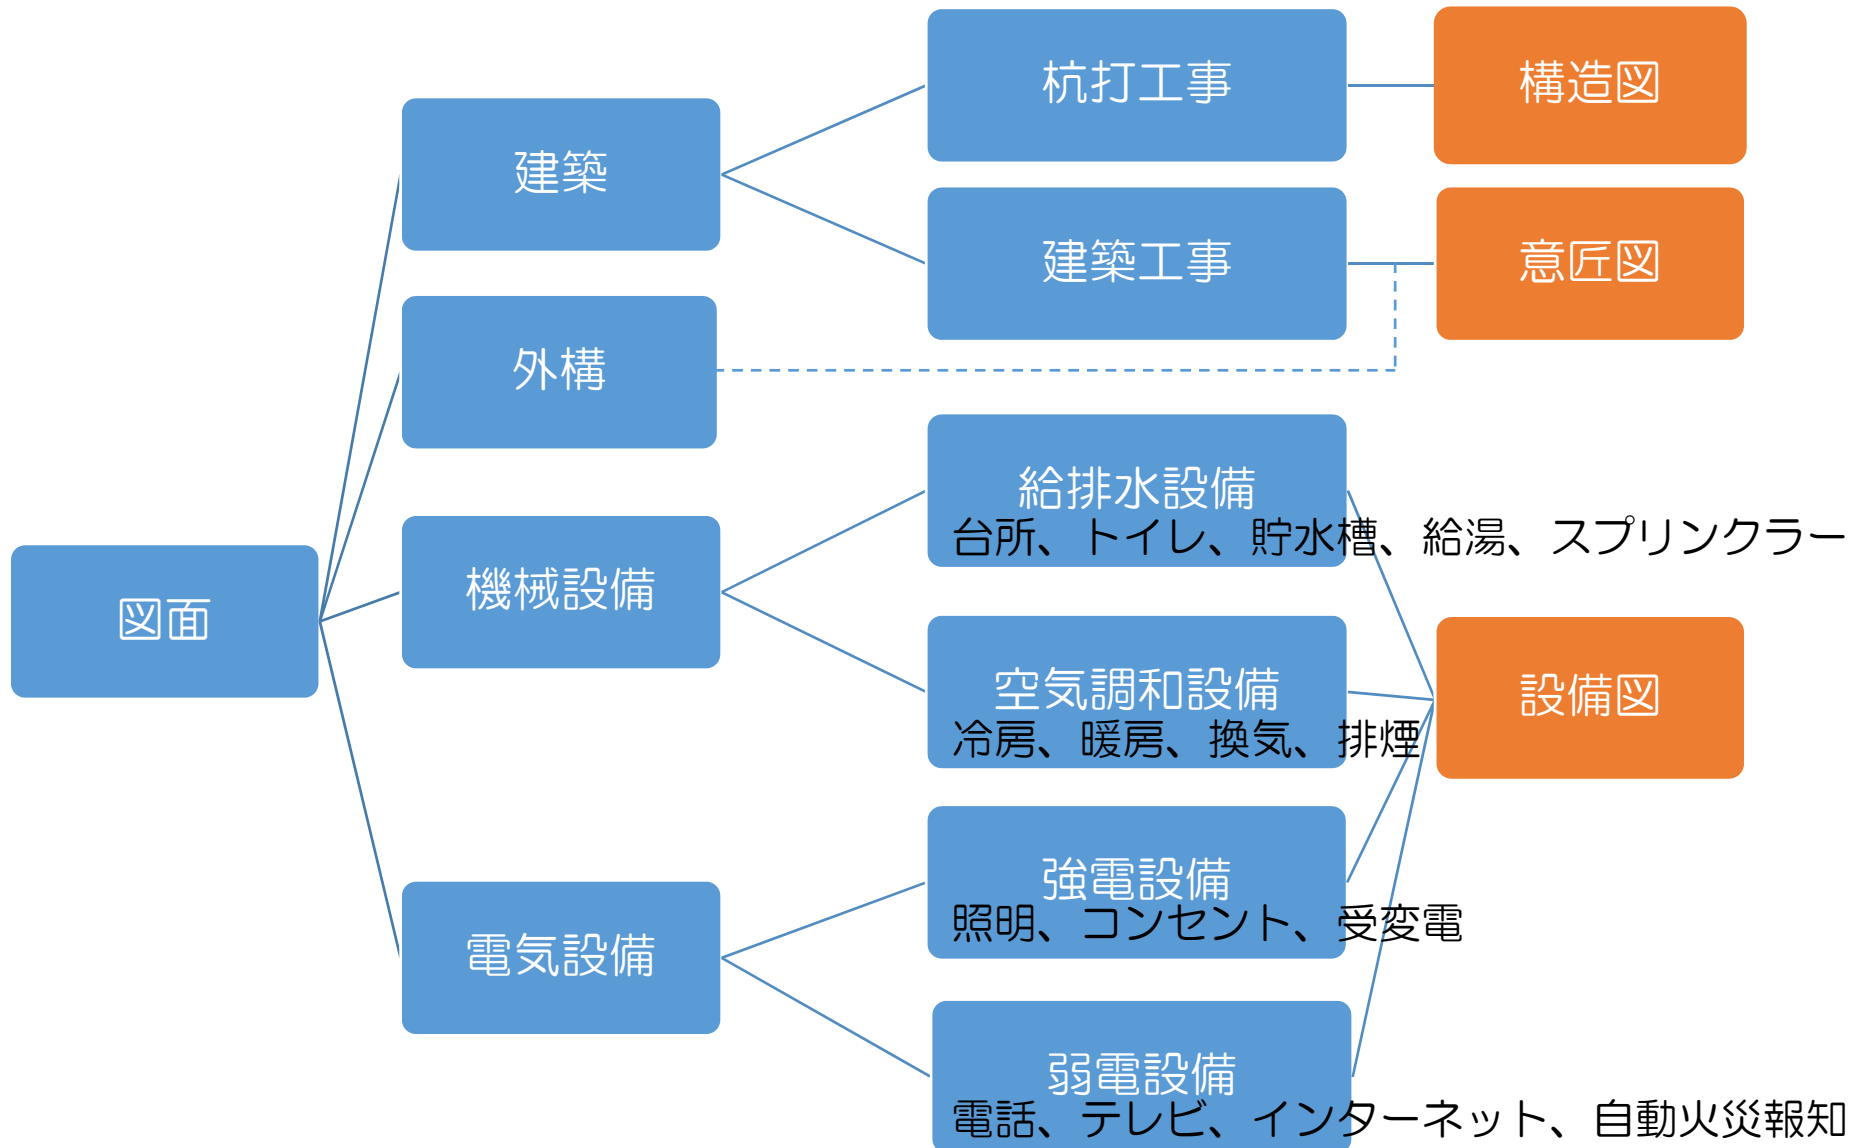 杭打工事
構造図
建築
建築工事
意匠図
外構
給排水設備
台所、トイレ、貯水槽、給湯、スプリンクラー
機械設備
図面
空気調和設備
冷房、暖房、換気、排煙
設備図
強電設備
照明、コンセント、受変電
電気設備
弱電設備
電話、テレビ、インターネット、自動火災報知